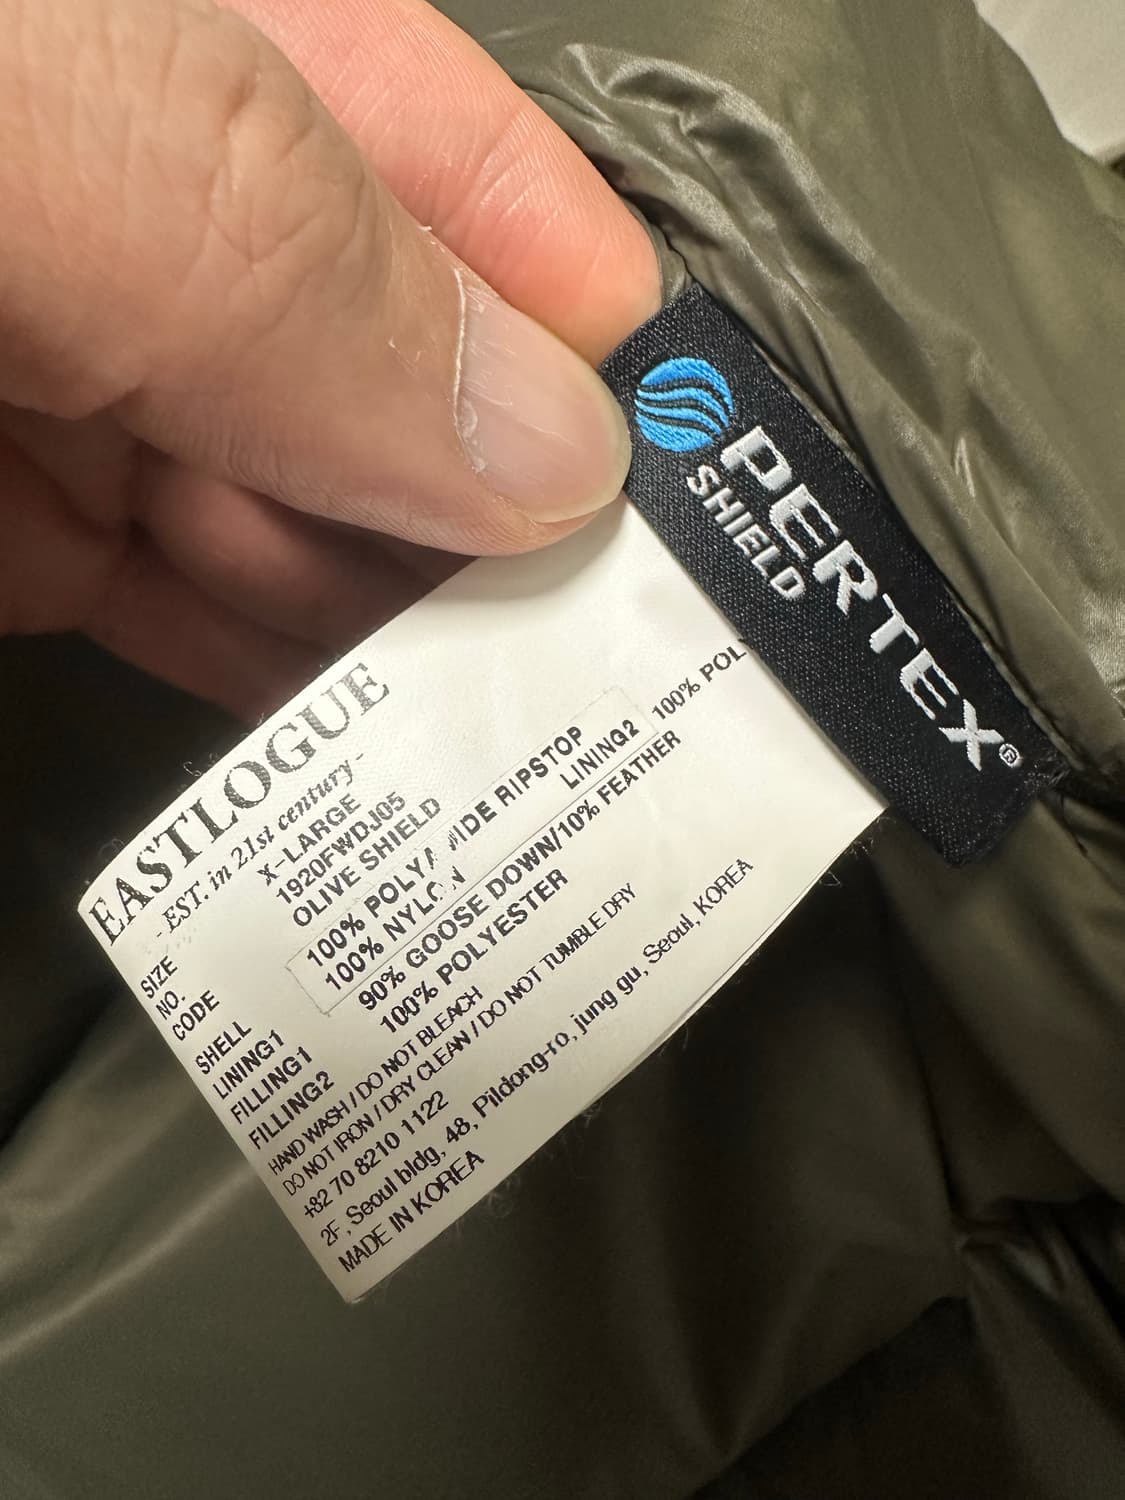 PERTEX®
SHIELD
EASTLOGUE
- EST. in 21st century -
SIZE X-LARGE
NO. 1920FWDJ05
CODE OLIVE SHIELD
SHELL 100% WIDE RIPSTOP
LINING1 100% NYLON LINING2 100% POL
FILLING1 90% GOOSE DOWN/10% FEATHER
FILLING2 100% POLYESTER
HAND WASH / DO NOT BLEACH
DO NOT IRON / DRY CLEAN / DO NOT TUMBLE DRY
+82 70 8210 1122
2F, Seoul bldg, 48, Pildong-ro, jung gu, Seoul, KOREA
MADE IN KOREA